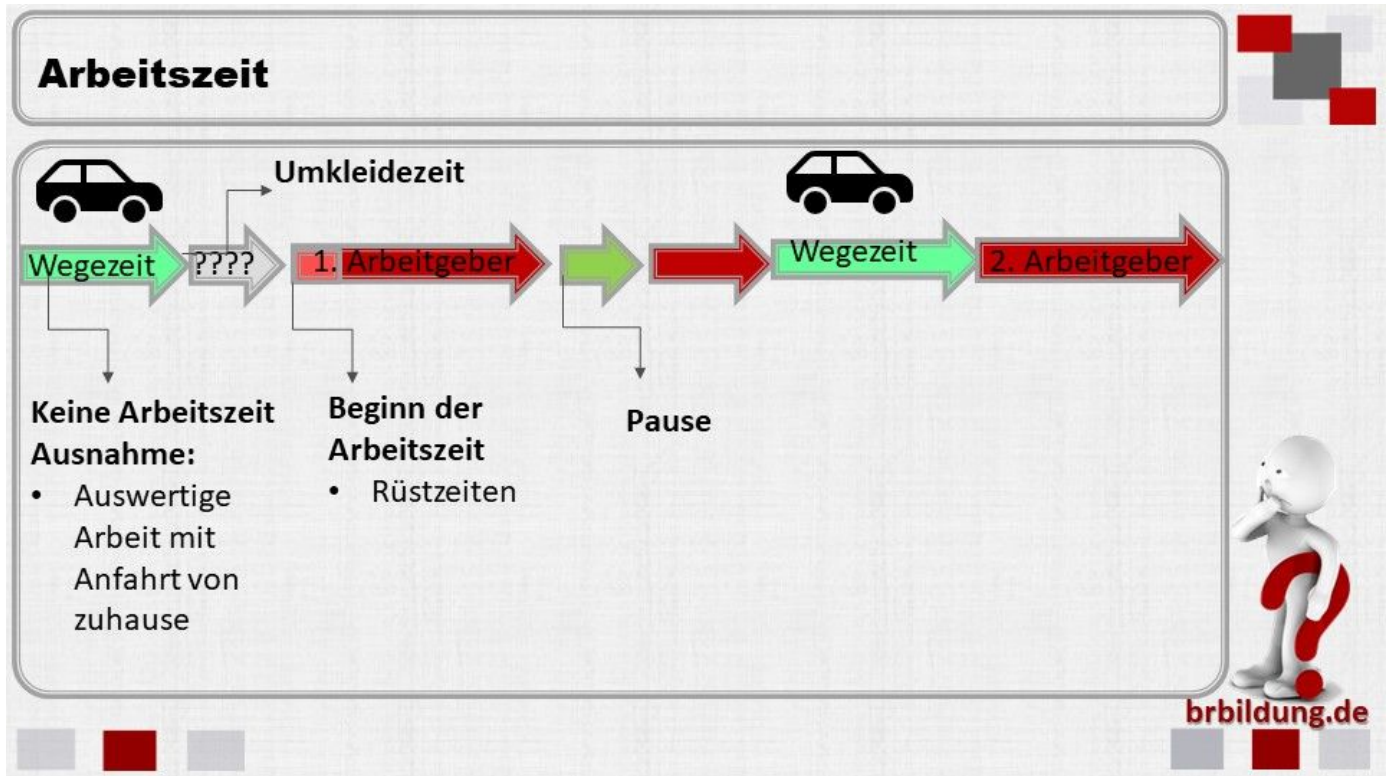 Arbeitszeit
Umkleidezeit
Wegezeit
????
1. Arbeitgeber
Wegezeit
2. Arbeitgeber
Keine Arbeitszeit
Ausnahme:
• Auswertige
Arbeit mit
Anfahrt von
zuhause
Beginn der
Arbeitszeit
• Rüstzeiten
Pause
brbildung.de